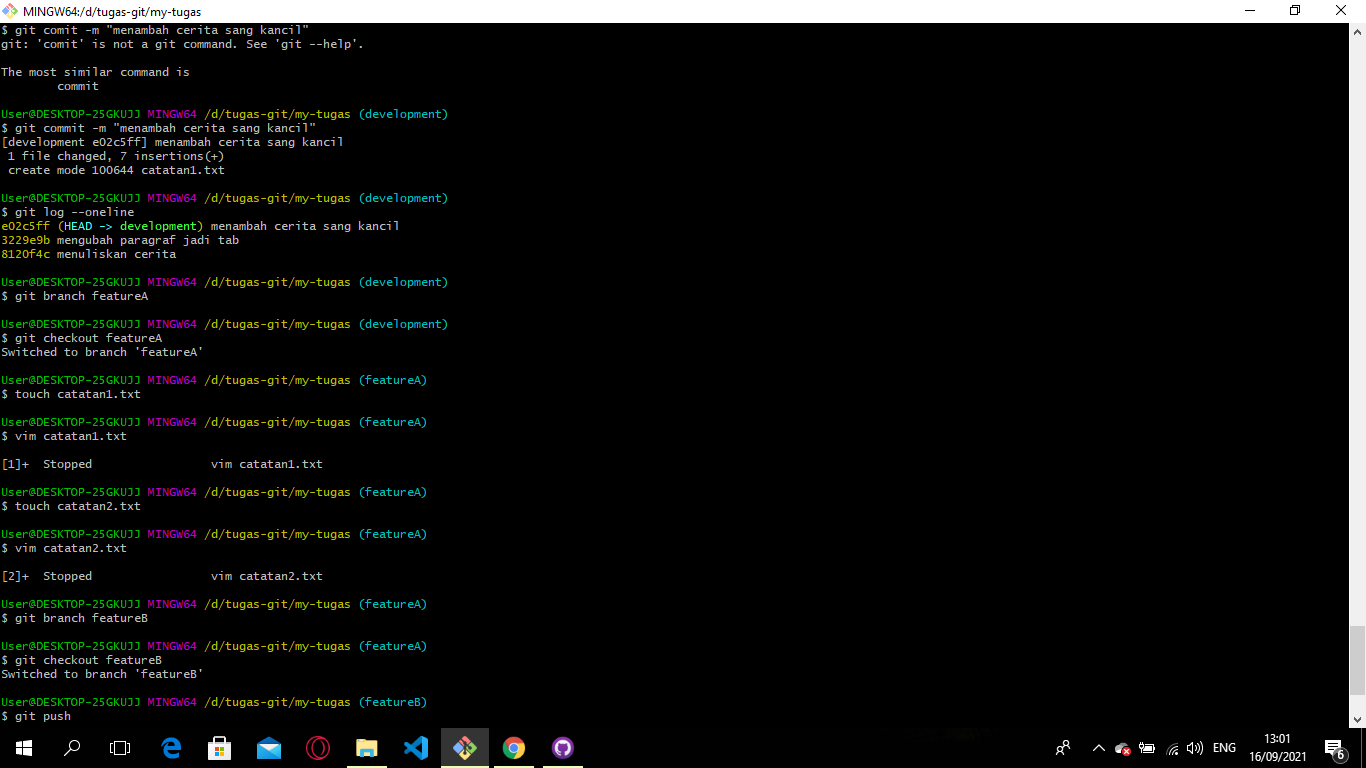 MINGW64:/d/tugas-git/my-tugas
$ git comit -m "menambah cerita sang kancil"
git: 'comit' is not a git command. See 'git --help'.
The most similar command is
commit
User@DESKTOP-25GKUJJ MINGW64 /d/tugas-git/my-tugas (development)
$ git commit -m "menambah cerita sang kancil"
[development e02c5ff] menambah cerita sang kancil
1 file changed, 7 insertions(+)
create mode 100644 catatan1.txt
User@DESKTOP-25GKUJJ MINGW64 /d/tugas-git/my-tugas (development)
$ git log --oneline
e02c5ff (HEAD -> development) menambah cerita sang kancil
3229e9b mengubah paragraf jadi tab
8120f4c menuliskan cerita
User@DESKTOP-25GKUJJ MINGW64 /d/tugas-git/my-tugas (development)
$ git branch featureA
User@DESKTOP-25GKUJJ MINGW64 /d/tugas-git/my-tugas (development)
$ git checkout featureA
Switched to branch 'featureA'
User@DESKTOP-25GKUJJ MINGW64 /d/tugas-git/my-tugas (featureA)
$ touch catatan1.txt
User@DESKTOP-25GKUJJ MINGW64 /d/tugas-git/my-tugas (featureA)
$ vim catatan1.txt
[1]+  Stopped                 vim catatan1.txt
User@DESKTOP-25GKUJJ MINGW64 /d/tugas-git/my-tugas (featureA)
$ touch catatan2.txt
User@DESKTOP-25GKUJJ MINGW64 /d/tugas-git/my-tugas (featureA)
$ vim catatan2.txt
[2]+  Stopped                 vim catatan2.txt
User@DESKTOP-25GKUJJ MINGW64 /d/tugas-git/my-tugas (featureA)
$ git branch featureB
User@DESKTOP-25GKUJJ MINGW64 /d/tugas-git/my-tugas (featureA)
$ git checkout featureB
Switched to branch 'featureB'
User@DESKTOP-25GKUJJ MINGW64 /d/tugas-git/my-tugas (featureB)
$ git push
ENG
13:01
16/09/2021
6